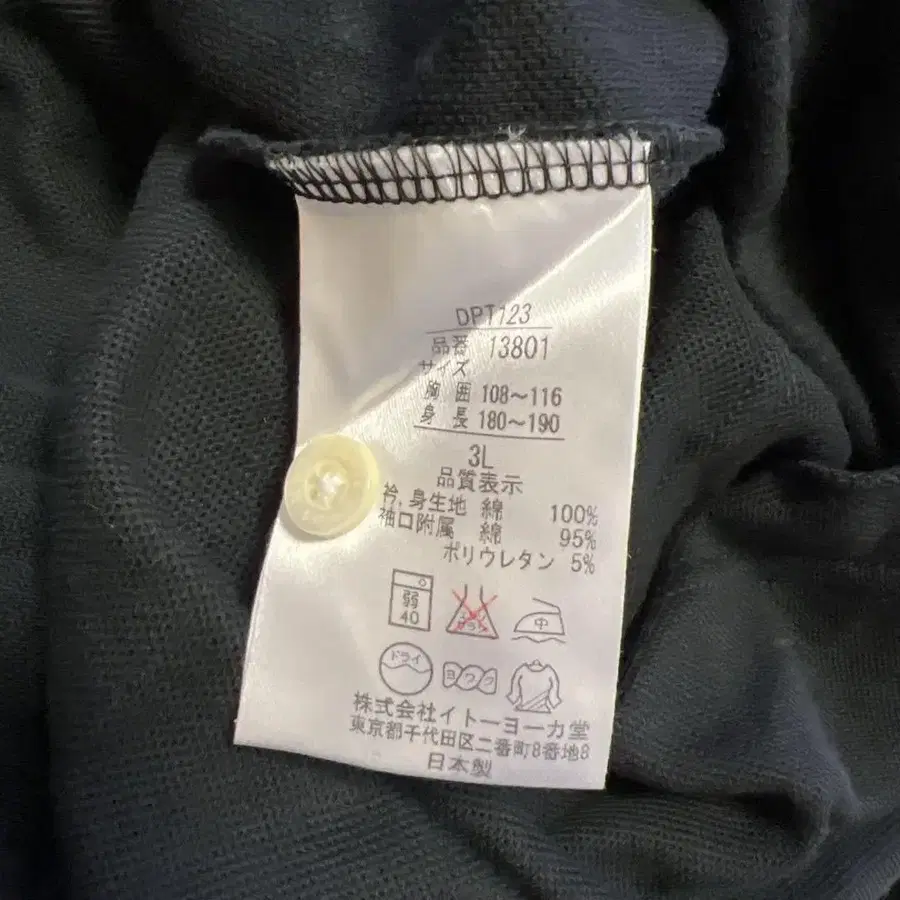 DPT123
品番 13801
サイズ
胸囲 108〜116
身長 180〜190
3L
品質表示
衿.身生地 綿 100%
袖口附属 綿 95%
ポリウレタン 5%
弱
40
中
ドライ
ヨワク
株式会社イトーヨーカ堂
東京都千代田区二番町8番地8
日本製